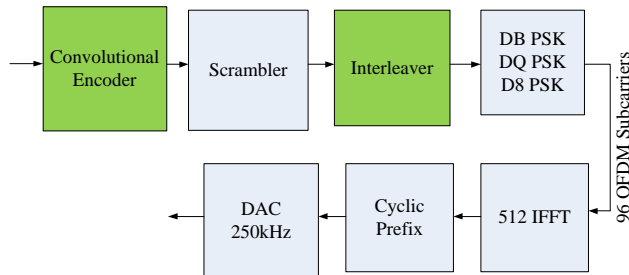 Convolutional
Encoder
Scrambler
Interleaver
DB PSK
DQ PSK
D8 PSK
96 OFDM Subcarriers
512 IFFT
Cyclic
Prefix
DAC
250kHz